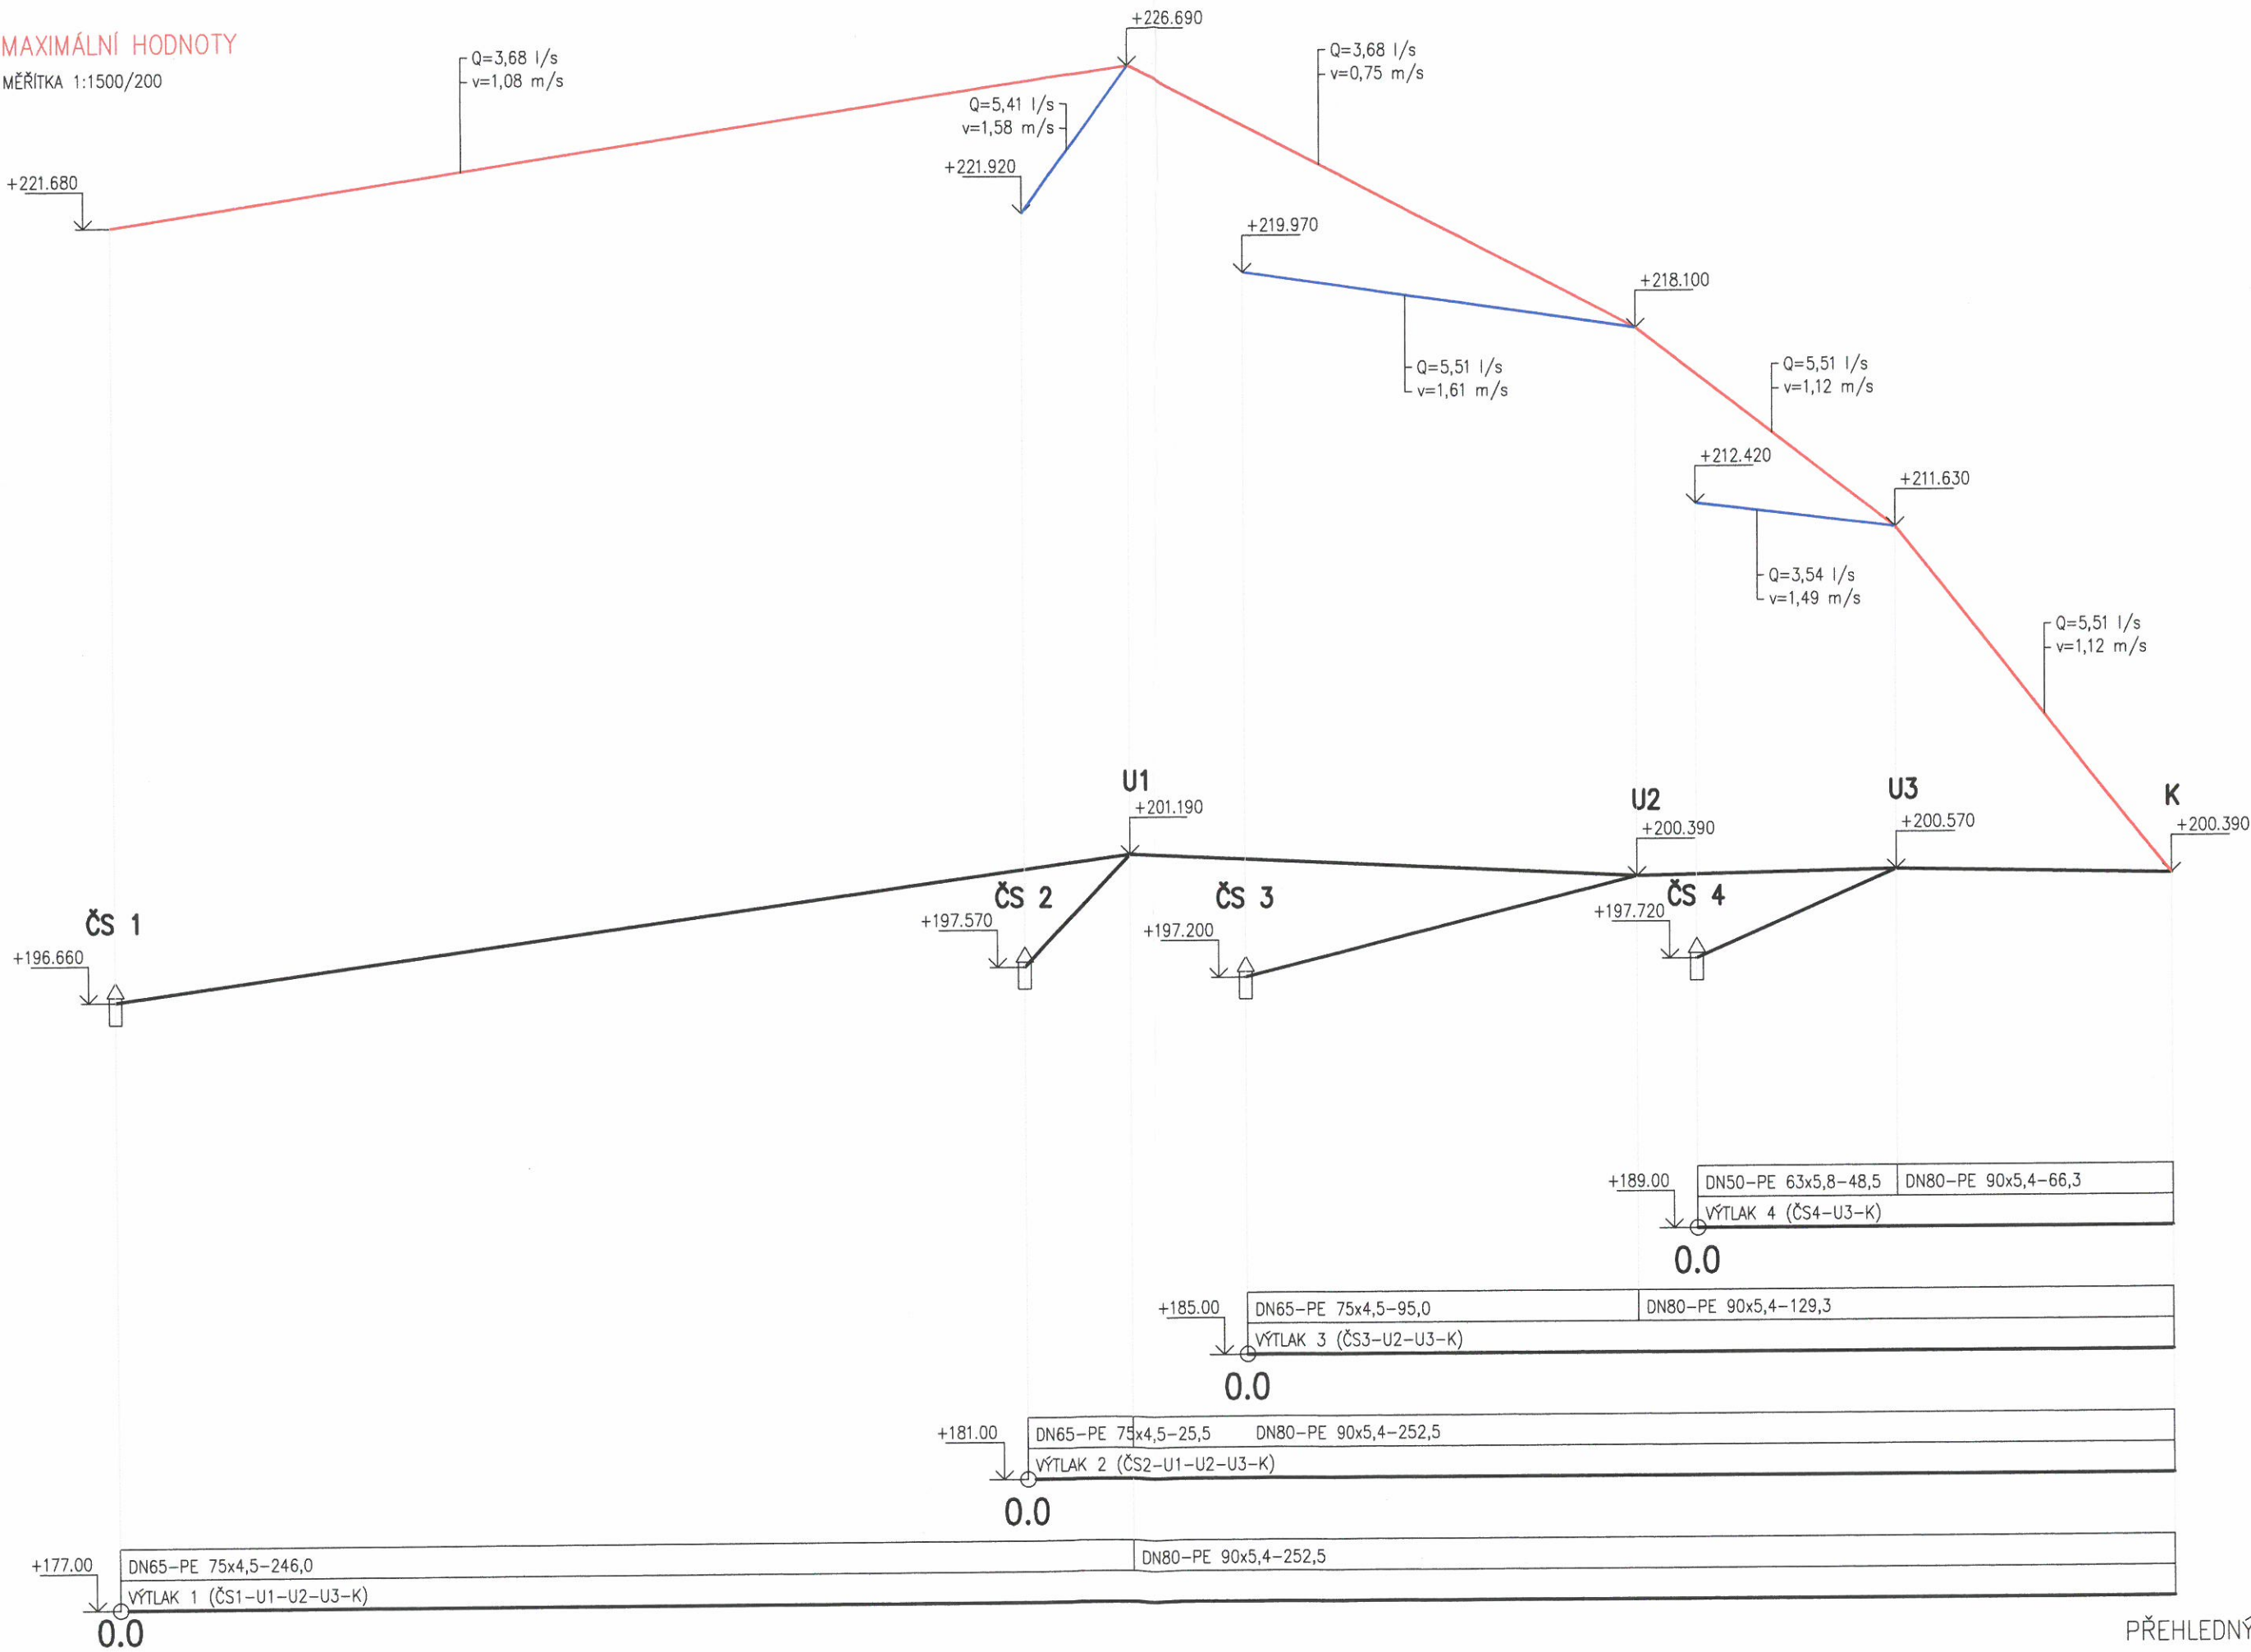 MAXIMÁLNÍ HODNOTY
MĚŘÍTKA 1:1500/200
Q=3,68 l/s
v=1,08 m/s
+226.690
Q=3,68 l/s
v=0,75 m/s
Q=5,41 l/s
v=1,58 m/s
+221.920
+221.680
+219.970
+218.100
Q=5,51 l/s
v=1,61 m/s
Q=5,51 l/s
v=1,12 m/s
+212.420
+211.630
Q=3,54 l/s
v=1,49 m/s
Q=5,51 l/s
v=1,12 m/s
U1
+201.190
U2
+200.390
U3
+200.570
K
+200.390
ČS 1
+196.660
ČS 2
+197.570
ČS 3
+197.200
ČS 4
+197.720
+189.00
DN50-PE 63x5,8-48,5
DN80-PE 90x5,4-66,3
VÝTLAK 4 (ČS4-U3-K)
0.0
+185.00
DN65-PE 75x4,5-95,0
DN80-PE 90x5,4-129,3
VÝTLAK 3 (ČS3-U2-U3-K)
0.0
+181.00
DN65-PE 75x4,5-25,5
DN80-PE 90x5,4-252,5
VÝTLAK 2 (ČS2-U1-U2-U3-K)
0.0
+177.00
DN65-PE 75x4,5-246,0
DN80-PE 90x5,4-252,5
VÝTLAK 1 (ČS1-U1-U2-U3-K)
0.0
PŘEHLEDNÝ